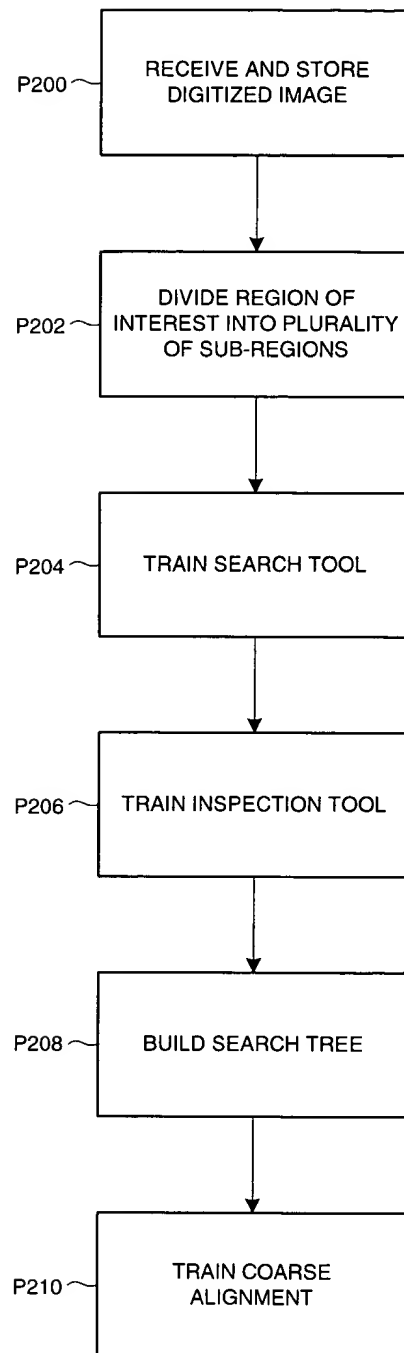 P200
RECEIVE AND STORE
DIGITIZED IMAGE
P202
DIVIDE REGION OF
INTEREST INTO PLURALITY
OF SUB-REGIONS
P204
TRAIN SEARCH TOOL
P206
TRAIN INSPECTION TOOL
P208
BUILD SEARCH TREE
P210
TRAIN COARSE
ALIGNMENT